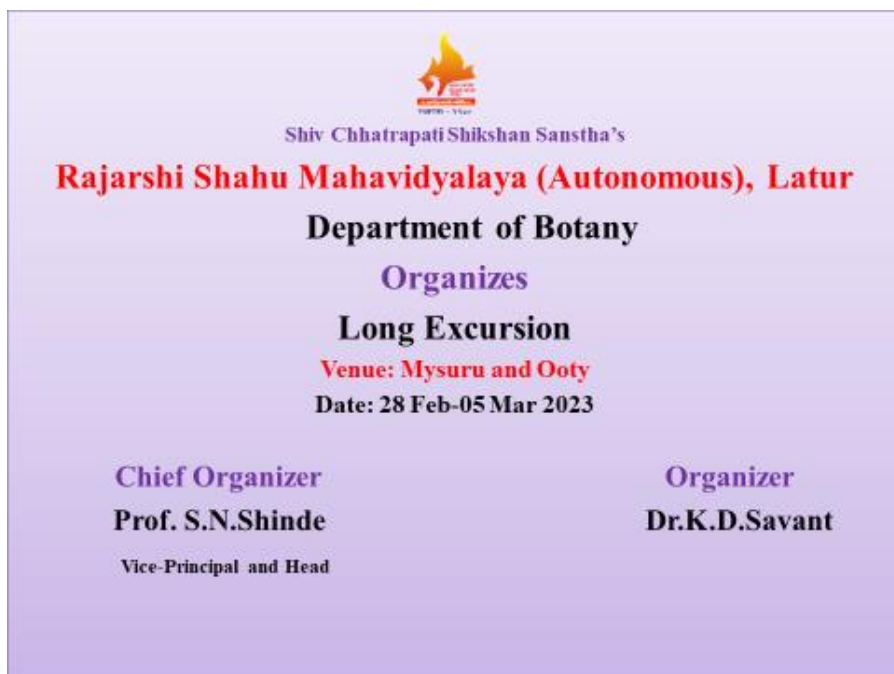 Shiv Chhatrapati Shikshan Sanstha's
Rajarshi Shahu Mahavidyalaya (Autonomous), Latur
Department of Botany
Organizes
Long Excursion
Venue: Mysuru and Ooty
Date: 28 Feb-05 Mar 2023
Chief Organizer
Prof. S.N.Shinde
Vice-Principal and Head
Organizer
Dr.K.D.Savant